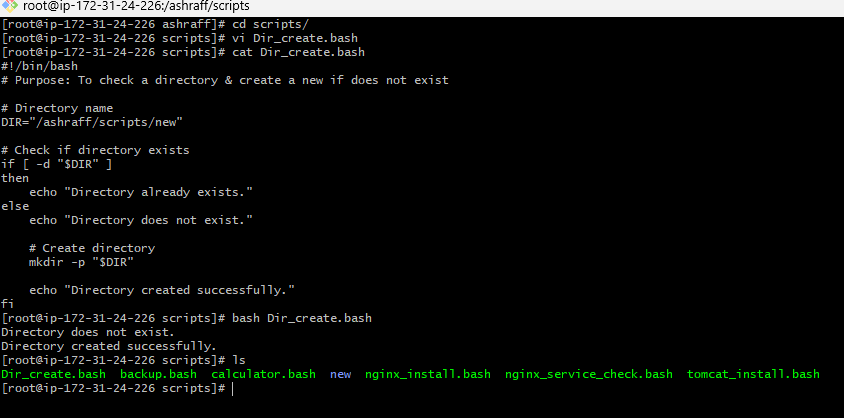 root@ip-172-31-24-226:/ashraff/scripts
[root@ip-172-31-24-226 ashraff]# cd scripts/
[root@ip-172-31-24-226 scripts]# vi Dir_create.bash
[root@ip-172-31-24-226 scripts]# cat Dir_create.bash
#!/bin/bash
# Purpose: To check a directory & create a new if does not exist

# Directory name
DIR="/ashraff/scripts/new"

# Check if directory exists
if [ -d "$DIR" ]
then
    echo "Directory already exists."
else
    echo "Directory does not exist."

    # Create directory
    mkdir -p "$DIR"

    echo "Directory created successfully."
fi
[root@ip-172-31-24-226 scripts]# bash Dir_create.bash
Directory does not exist.
Directory created successfully.
[root@ip-172-31-24-226 scripts]# ls
Dir_create.bash  backup.bash  calculator.bash  new  nginx_install.bash  nginx_service_check.bash  tomcat_install.bash
[root@ip-172-31-24-226 scripts]#